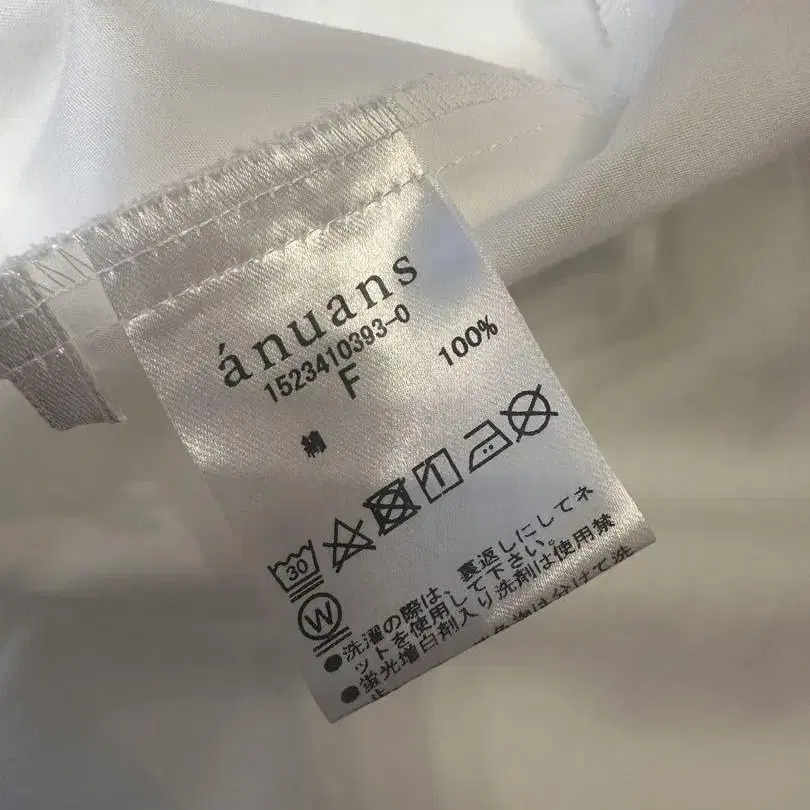 ánuans
1523410393-0
F
綿 100%
30
W
●洗濯の際は、裏返しにしてネ
ットを使用して下さい。
●蛍光増白剤入り洗剤は使用禁